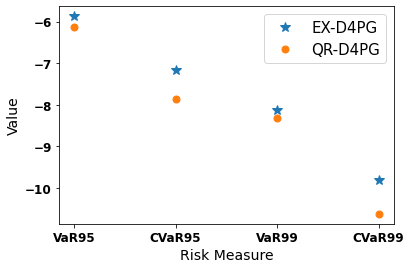 EX-D4PG
QR-D4PG
Value
−6
−7
−8
−9
−10
VaR95 CVaR95 VaR99 CVaR99
Risk Measure